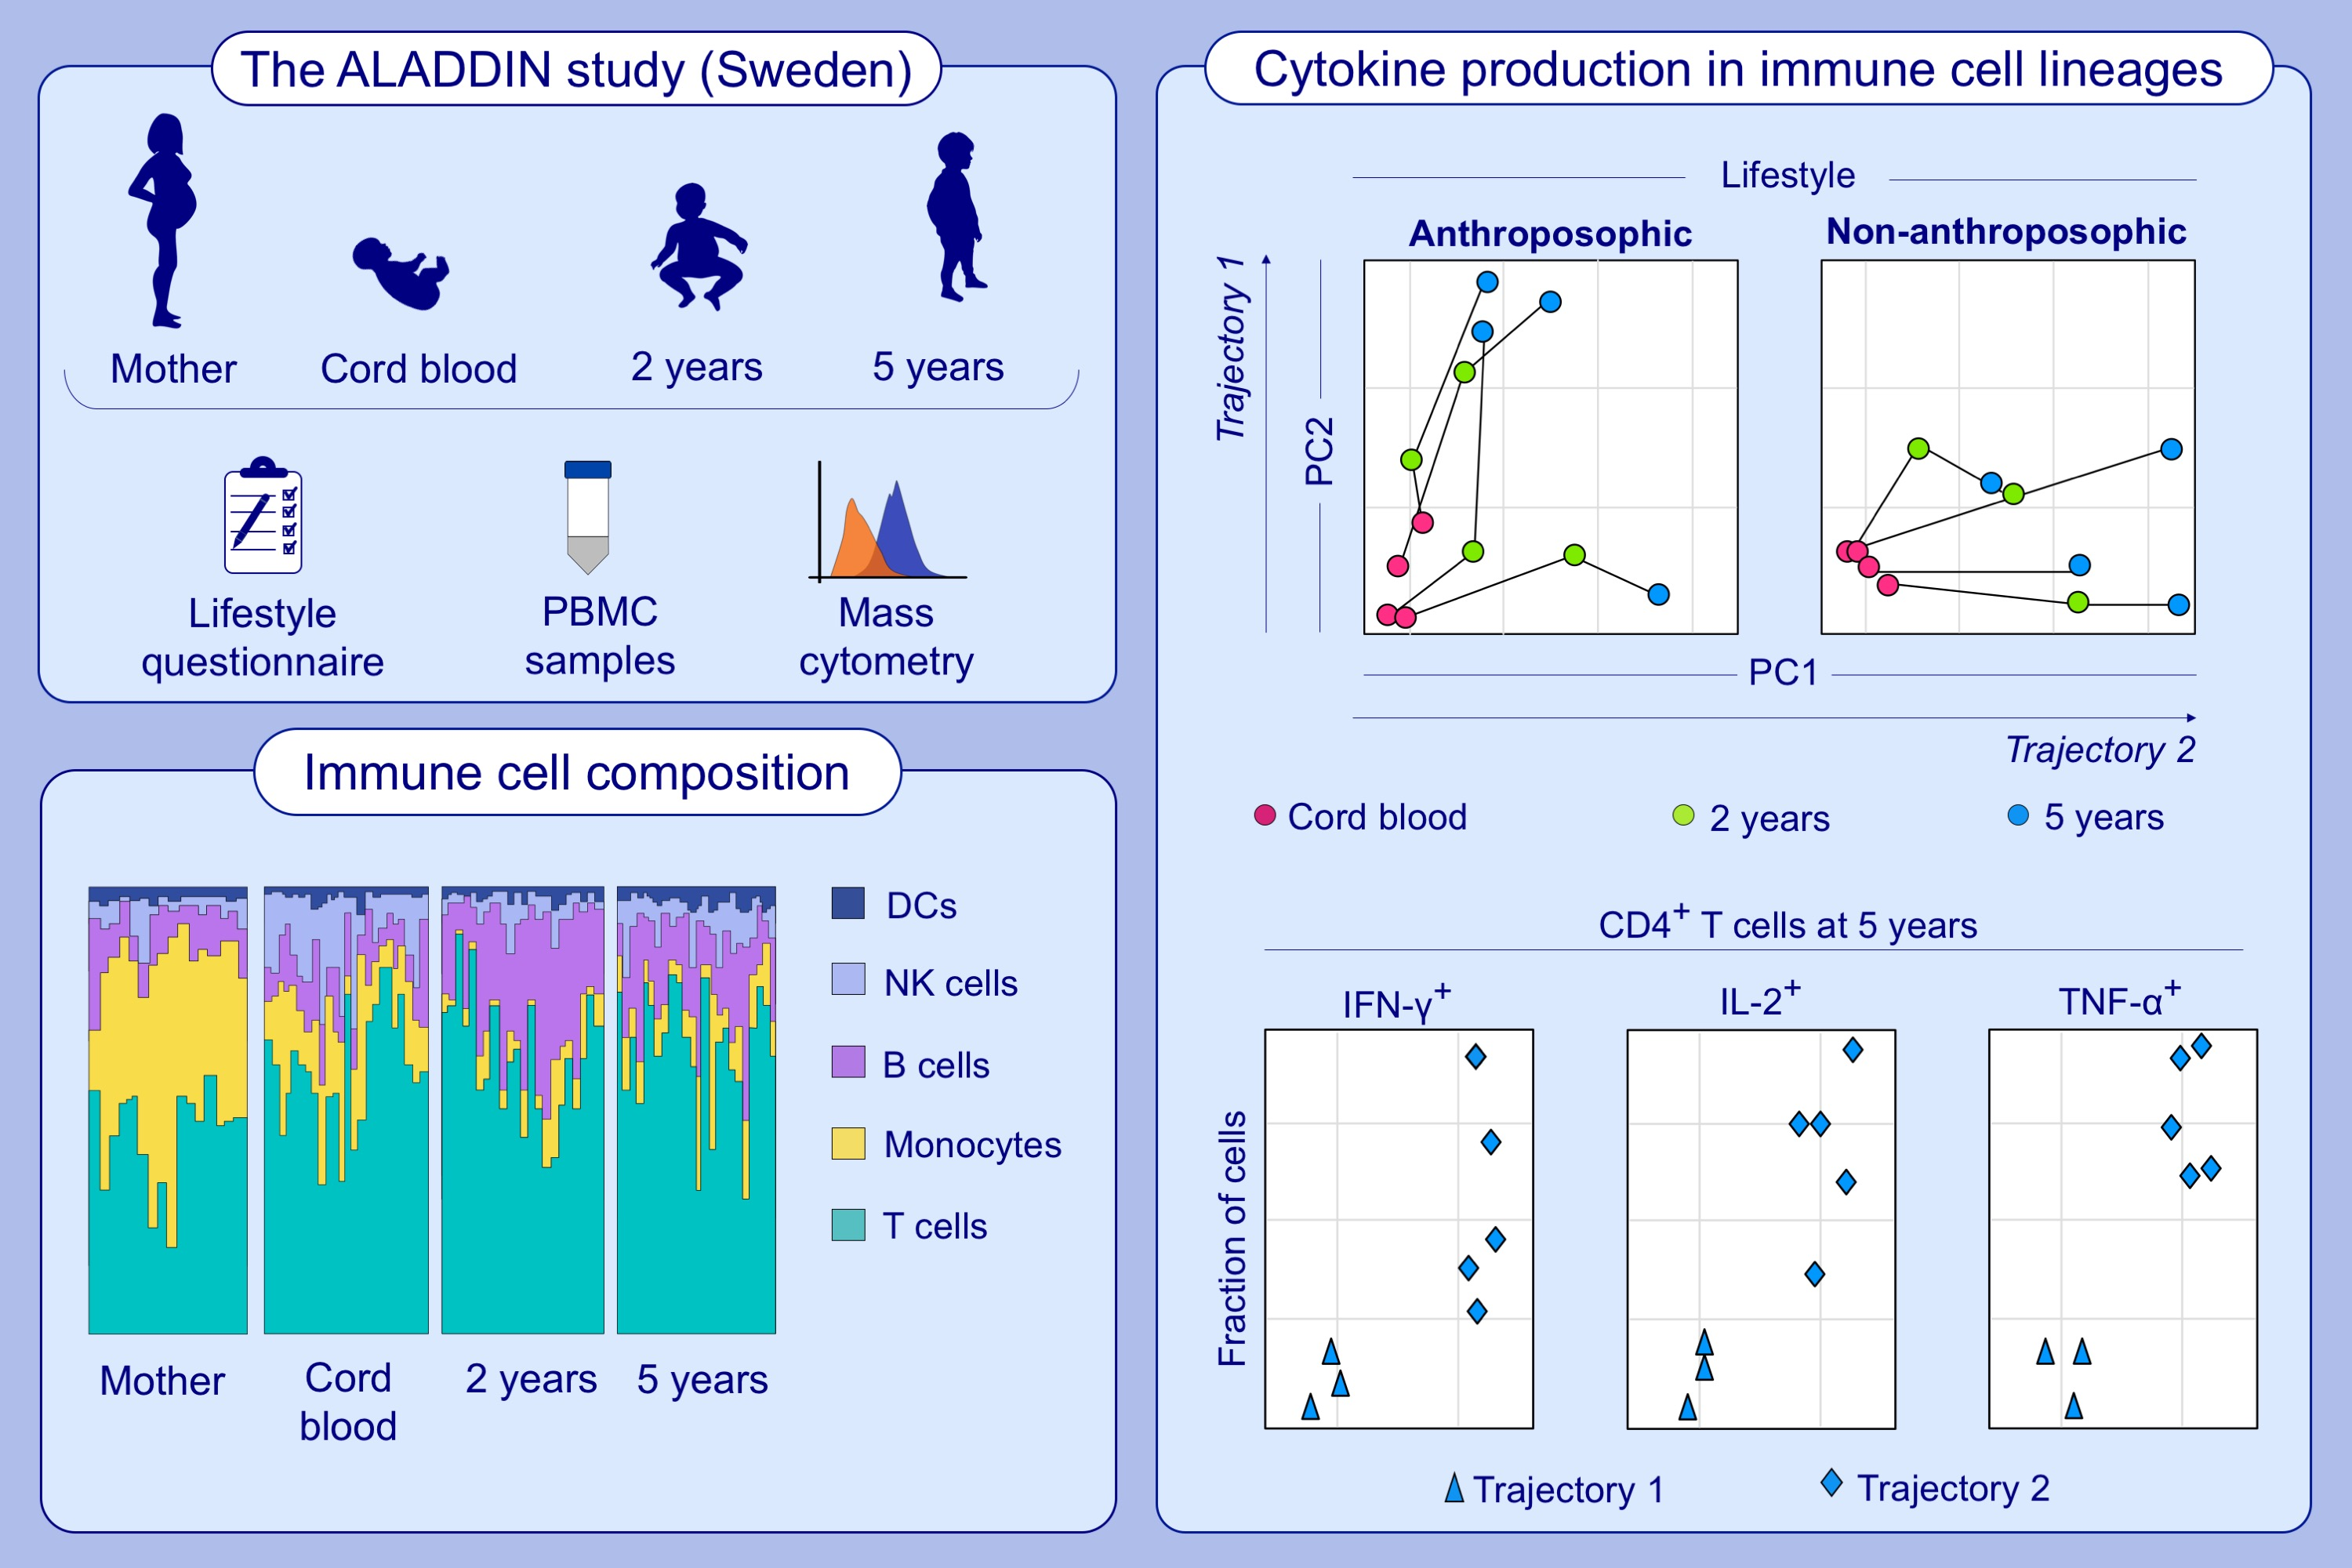 The ALADDIN study (Sweden)
Mother
Cord blood
2 years
5 years
Lifestyle
questionnaire
PBMC
samples
Mass
cytometry
Immune cell composition
DCs
NK cells
B cells
Monocytes
T cells
Mother
Cord
blood
2 years
5 years
Cytokine production in immune cell lineages
Lifestyle
Anthroposophic
Non-anthroposophic
Trajectory 1
PC2
PC1
Trajectory 2
Cord blood
2 years
5 years
CD4⁺ T cells at 5 years
IFN-γ⁺
IL-2⁺
TNF-α⁺
Fraction of cells
Trajectory 1
Trajectory 2